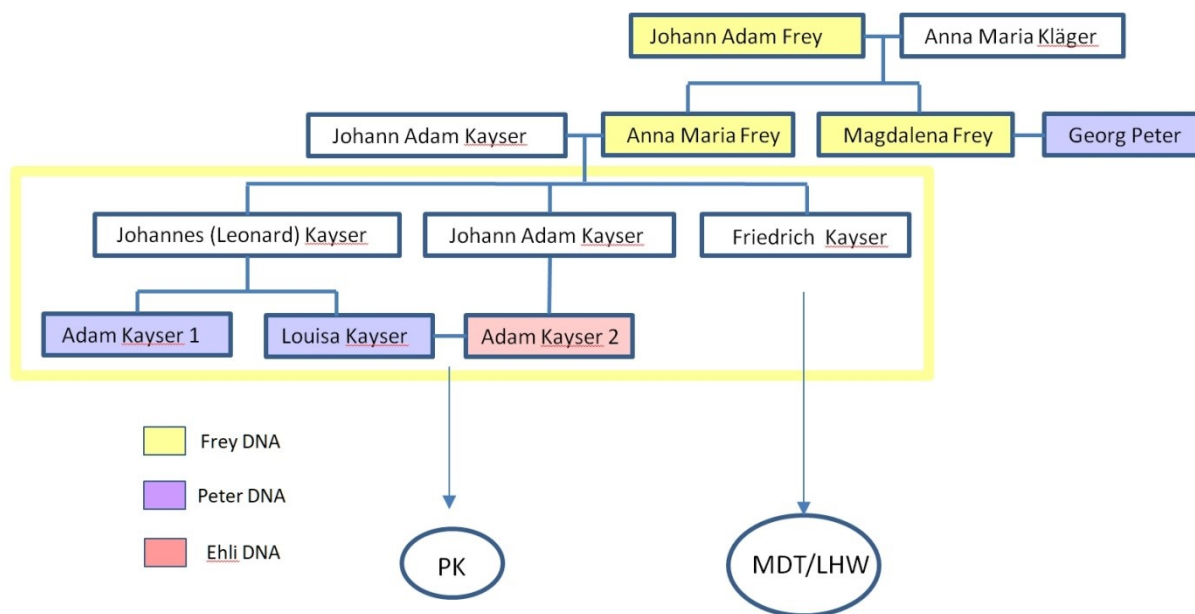 Johann Adam Frey
Anna Maria Kläger
Johann Adam Kayser
Anna Maria Frey
Magdalena Frey
Georg Peter
Johannes (Leonard) Kayser
Johann Adam Kayser
Friedrich Kayser
Adam Kayser 1
Louisa Kayser
Adam Kayser 2
Frey DNA
Peter DNA
Ehli DNA
PK
MDT/LHW